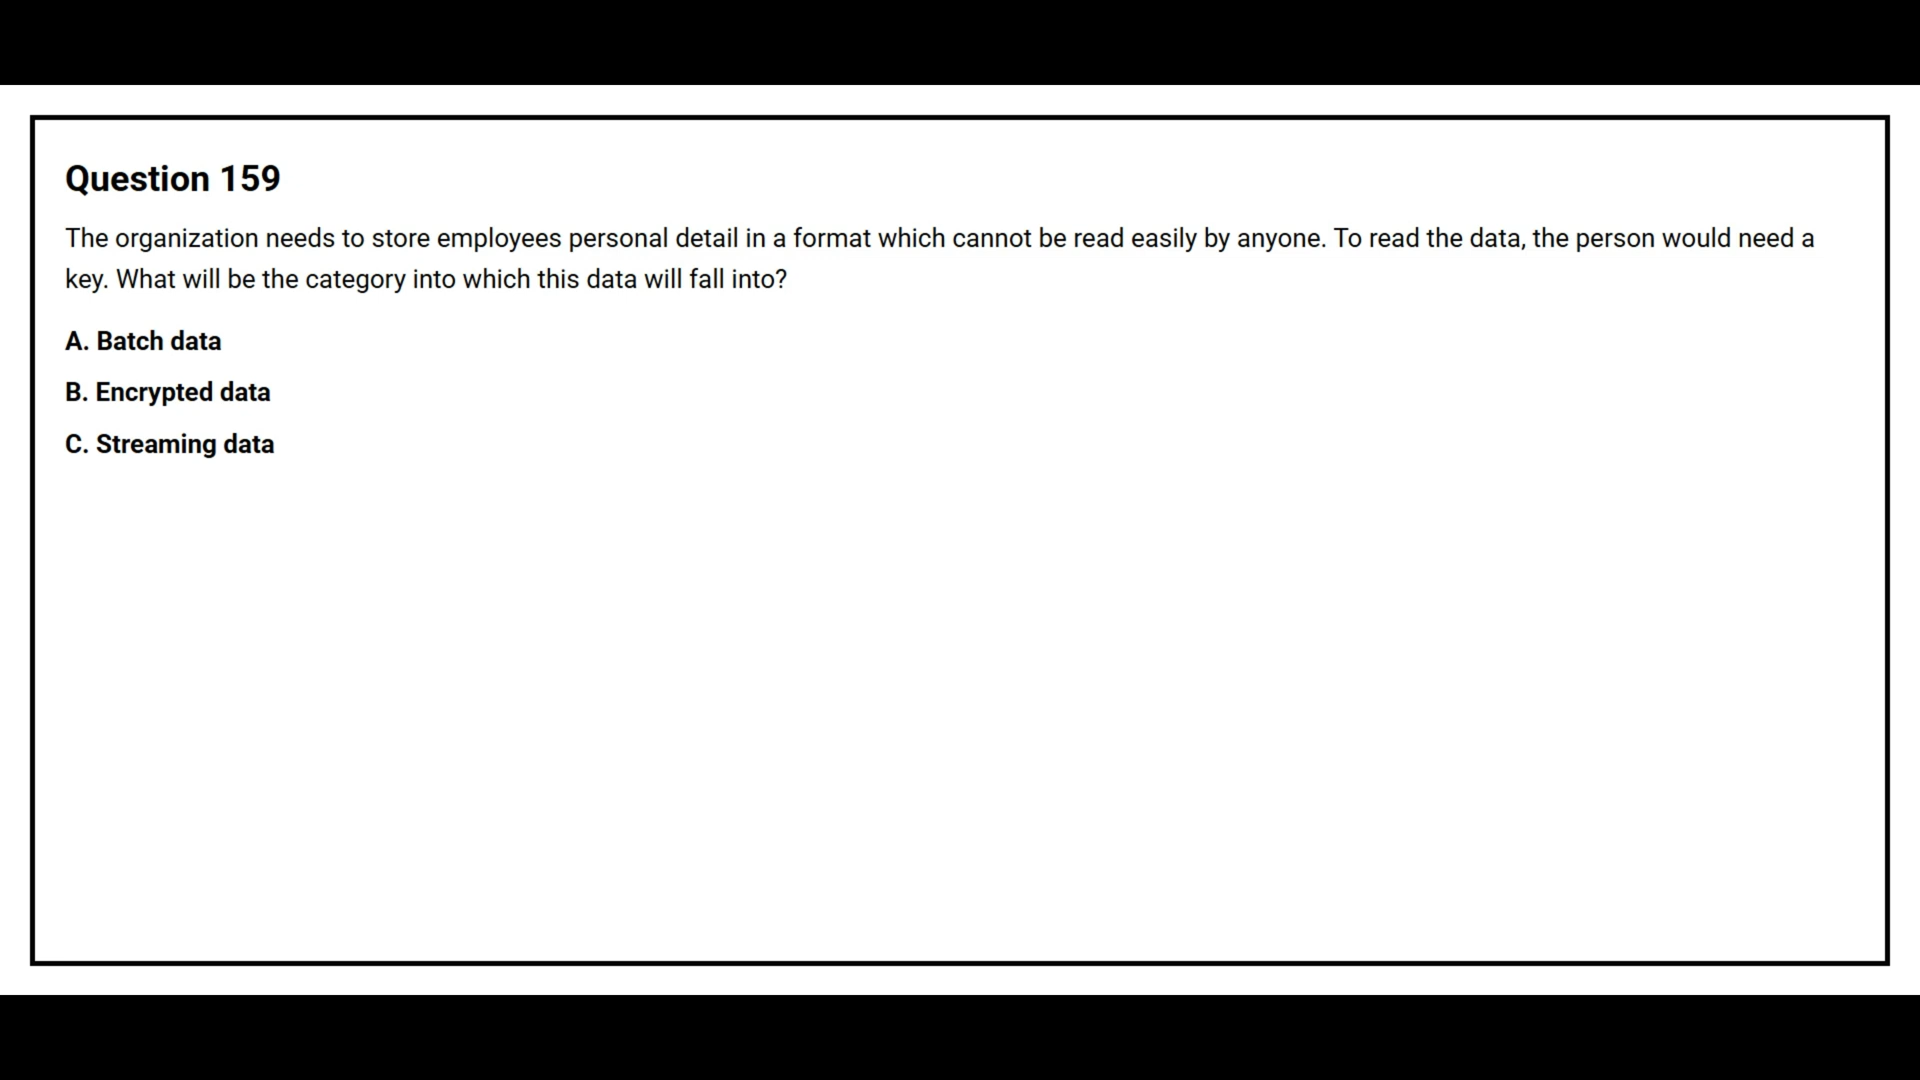 Question 159
The organization needs to store employees personal detail in a format which cannot be read easily by anyone. To read the data, the person would need a
key. What will be the category into which this data will fall into?
A. Batch data
B. Encrypted data
C. Streaming data